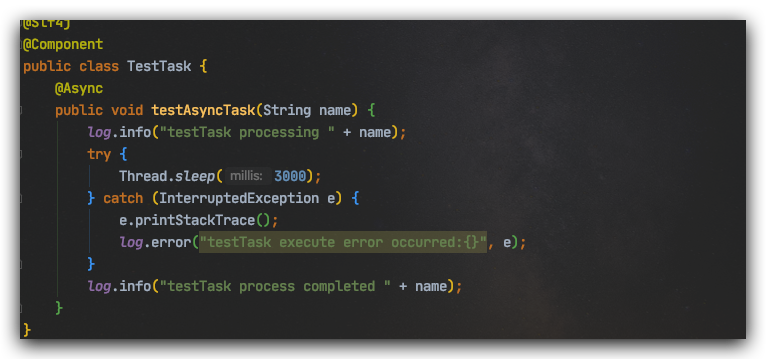 @Slf4j
@Component
public class TestTask {
@Async
public void testAsyncTask(String name) {
log.info("testTask processing " + name);
try {
Thread.sleep( millis: 3000);
} catch (InterruptedException e) {
e.printStackTrace();
log.error("testTask execute error occurred:{}", e);
}
log.info("testTask process completed " + name);
}
}